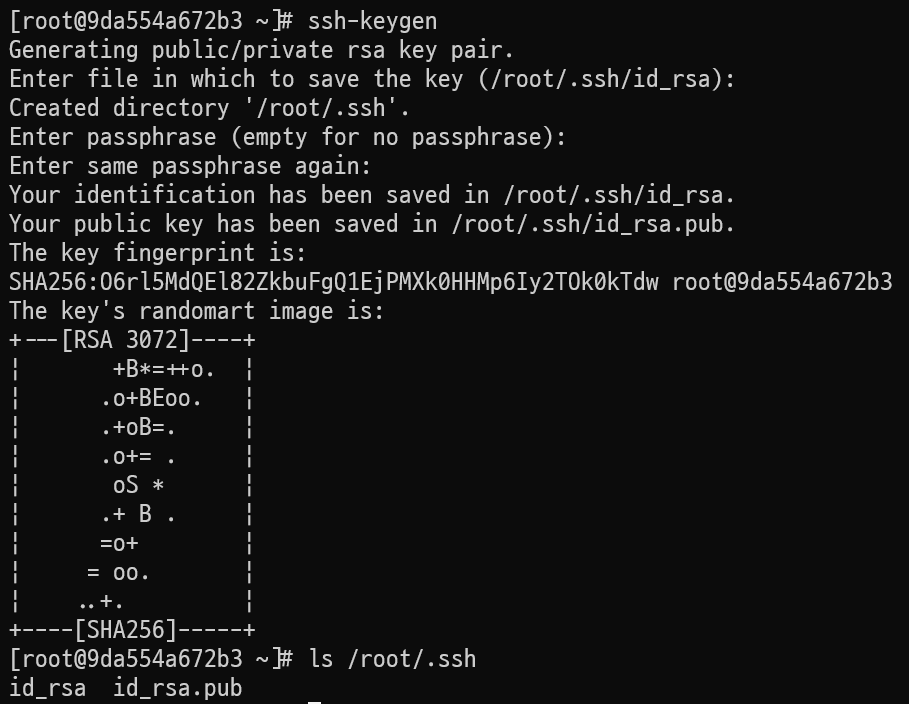 [root@9da554a672b3 ~]# ssh-keygen
Generating public/private rsa key pair.
Enter file in which to save the key (/root/.ssh/id_rsa):
Created directory '/root/.ssh'.
Enter passphrase (empty for no passphrase):
Enter same passphrase again:
Your identification has been saved in /root/.ssh/id_rsa.
Your public key has been saved in /root/.ssh/id_rsa.pub.
The key fingerprint is:
SHA256:O6rl5MdQEl82ZkbuFgQ1EjPMXk0HHMp6Iy2TOk0kTdw root@9da554a672b3
The key's randomart image is:
+---[RSA 3072]----+
¦       +B*=++o.  ¦
¦      .o+BEoo.   ¦
¦      .+oB=.     ¦
¦      .o+= .     ¦
¦       oS *      ¦
¦      .+ B .     ¦
¦      =o+        ¦
¦     = oo.       ¦
¦    ..+.         ¦
+----[SHA256]-----+
[root@9da554a672b3 ~]# ls /root/.ssh
id_rsa  id_rsa.pub